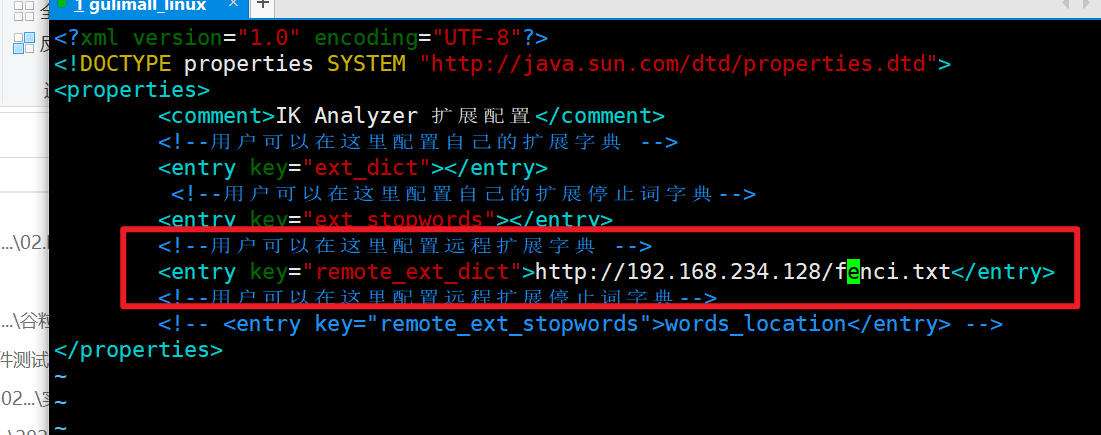 全
1 gulimall_linux × +
<?xml version="1.0" encoding="UTF-8"?>
<!DOCTYPE properties SYSTEM "http://java.sun.com/dtd/properties.dtd">
<properties>
<comment>IK Analyzer 扩展配置</comment>
<!--用户可以在这里配置自己的扩展字典 -->
<entry key="ext_dict"></entry>
<!--用户可以在这里配置自己的扩展停止词字典-->
<entry key="ext_stopwords"></entry>
...\02.
<!--用户可以在这里配置远程扩展字典 -->
<entry key="remote_ext_dict">http://192.168.234.128/fenci.txt</entry>
<!--用户可以在这里配置远程扩展停止词字典-->
...\谷粒
<!-- <entry key="remote_ext_stopwords">words_location</entry> -->
</properties>
件测试
~
02...\
~
~